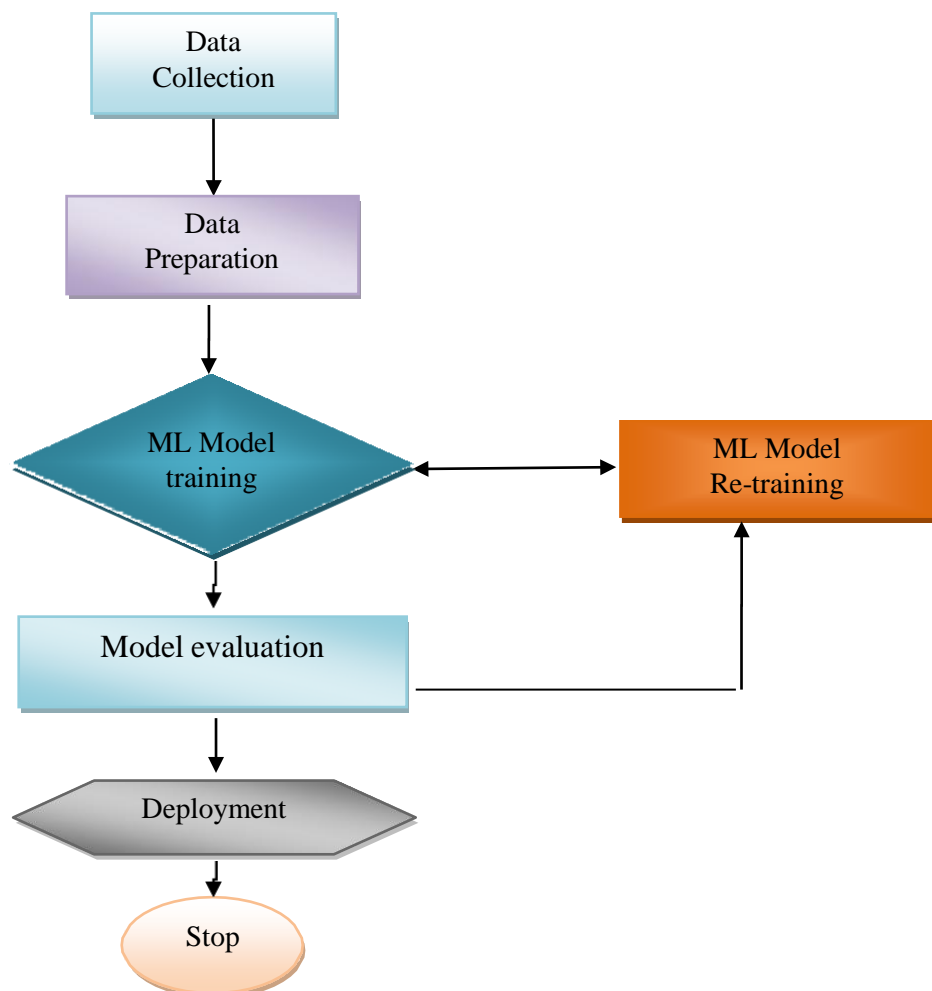 Data
Collection
Data
Preparation
ML Model
training
ML Model
Re-training
Model evaluation
Deployment
Stop